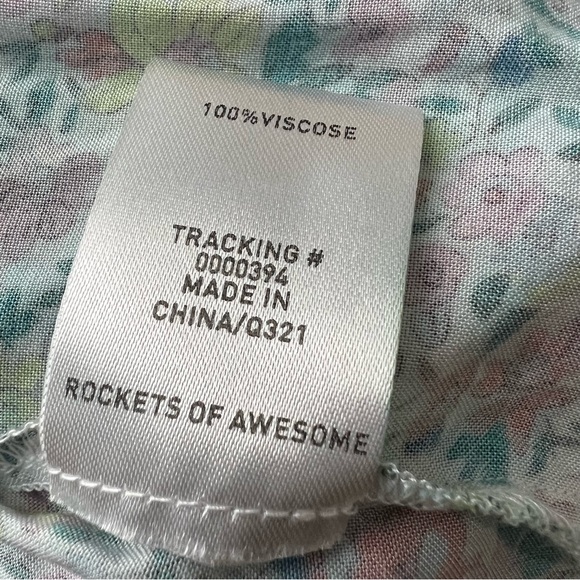 100%VISCOSE
TRACKING #
0000394
MADE IN
CHINA/Q321
ROCKETS OF AWESOME